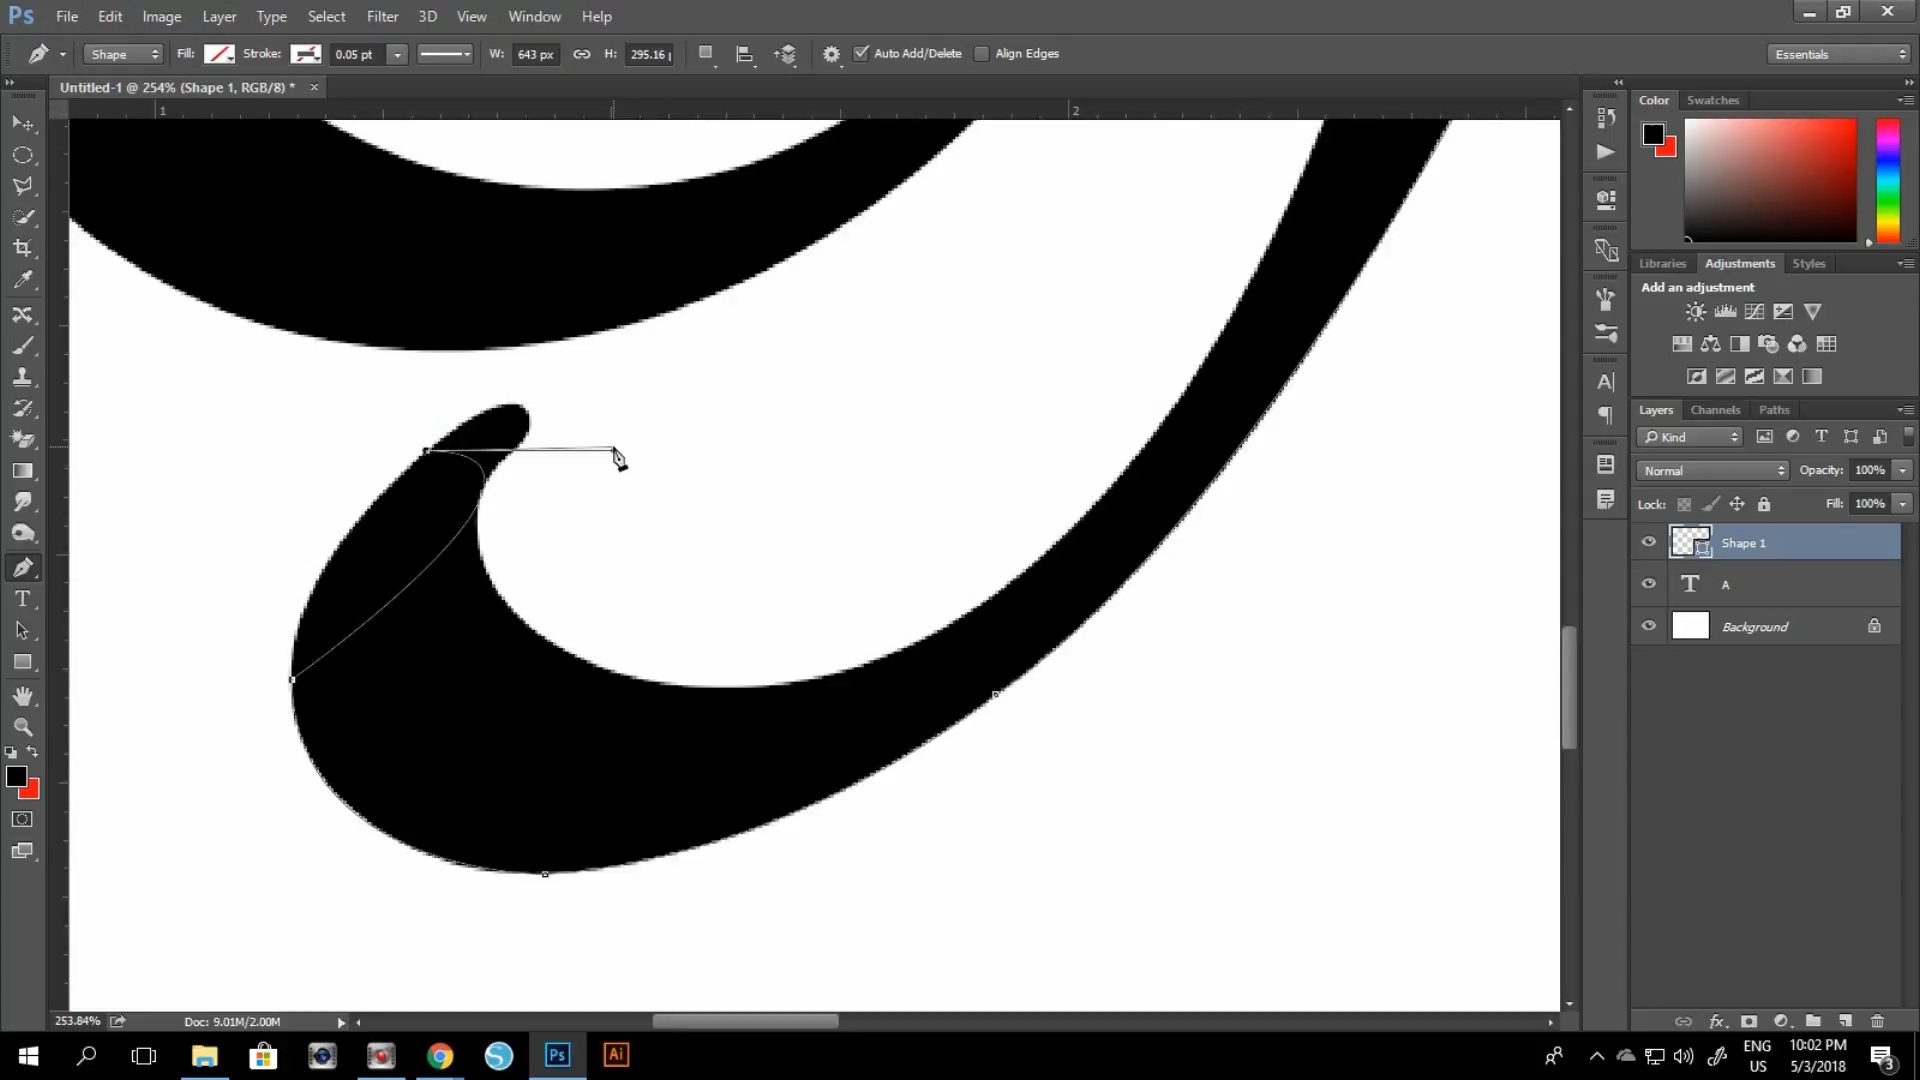 Ps File Edit Image Layer Type Select Filter 3D View Window Help
Shape Fill: Stroke: 0.05 pt W: 643 px H: 295.16 Auto Add/Delete Align Edges Essentials
Untitled-1 @ 254% (Shape 1, RGB/8) *
1 2
Color Swatches
Libraries Adjustments Styles
Add an adjustment
Layers Channels Paths
Kind
Normal Opacity: 100%
Lock: Fill: 100%
Shape 1
T A
Background
253.84% Doc: 9.01M/2.00M
Ps Ai ENG US 10:02 PM 5/3/2018 3